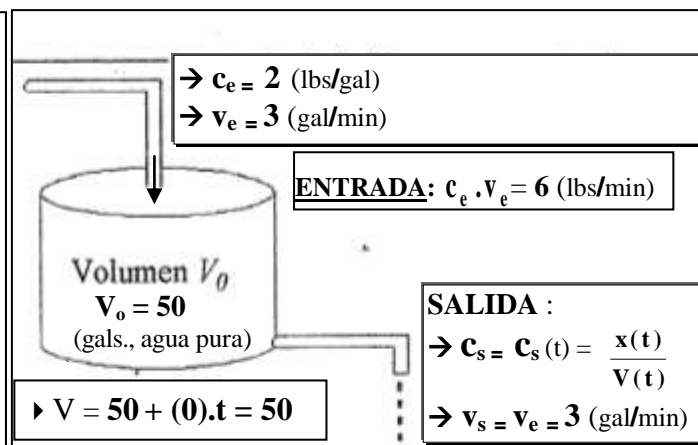 → cₑ = 2 (lbs/gal)
→ vₑ = 3 (gal/min)
ENTRADA: cₑ .vₑ = 6 (lbs/min)
Volumen V₀
Vₒ = 50
(gals., agua pura)
SALIDA :
→ cₛ = cₛ (t) = x(t) / V(t)
→ vₛ = vₑ = 3 (gal/min)
▸ V = 50 + (0).t = 50